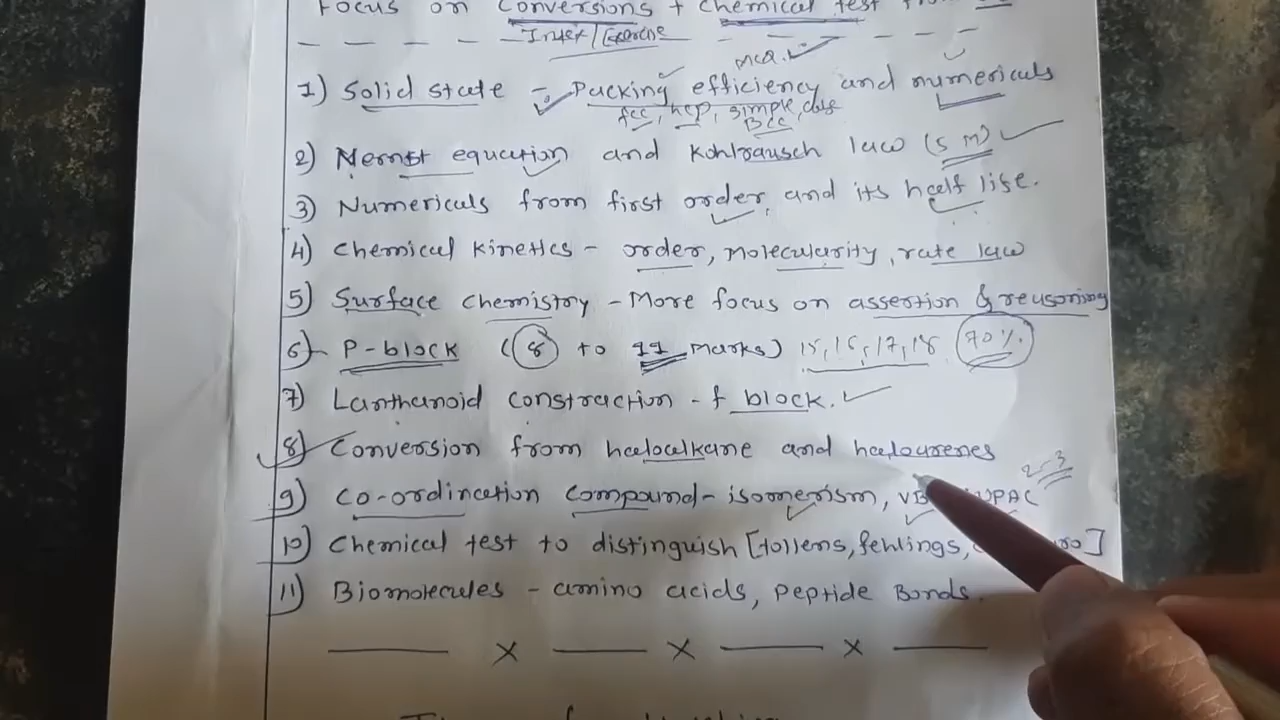 Focus on Conversions + Chemical test from
Intex/Exercise
mcq.
1) Solid state - Packing efficiency and numericals
fcc, hcp, simple,
BCC
2) Nernst equation and Kohlrausch law (5 M)
3) Numericals from first order and its half life.
4) Chemical kinetics - order, Molecularity, rate law
5) Surface chemistry - More focus on assertion & reasoning
6) P-block (8 to 11 Marks) 15,16,17,18 70%.
7) Lanthanoid constraction - f block.
8) Conversion from haloalkane and haloarenes
2-3
9) Co-ordination compound - isomerism, VB IUPAC
10) Chemical test to distinguish [tollens, fehlings,
11) Biomolecules - amino acids, Peptide Bonds.